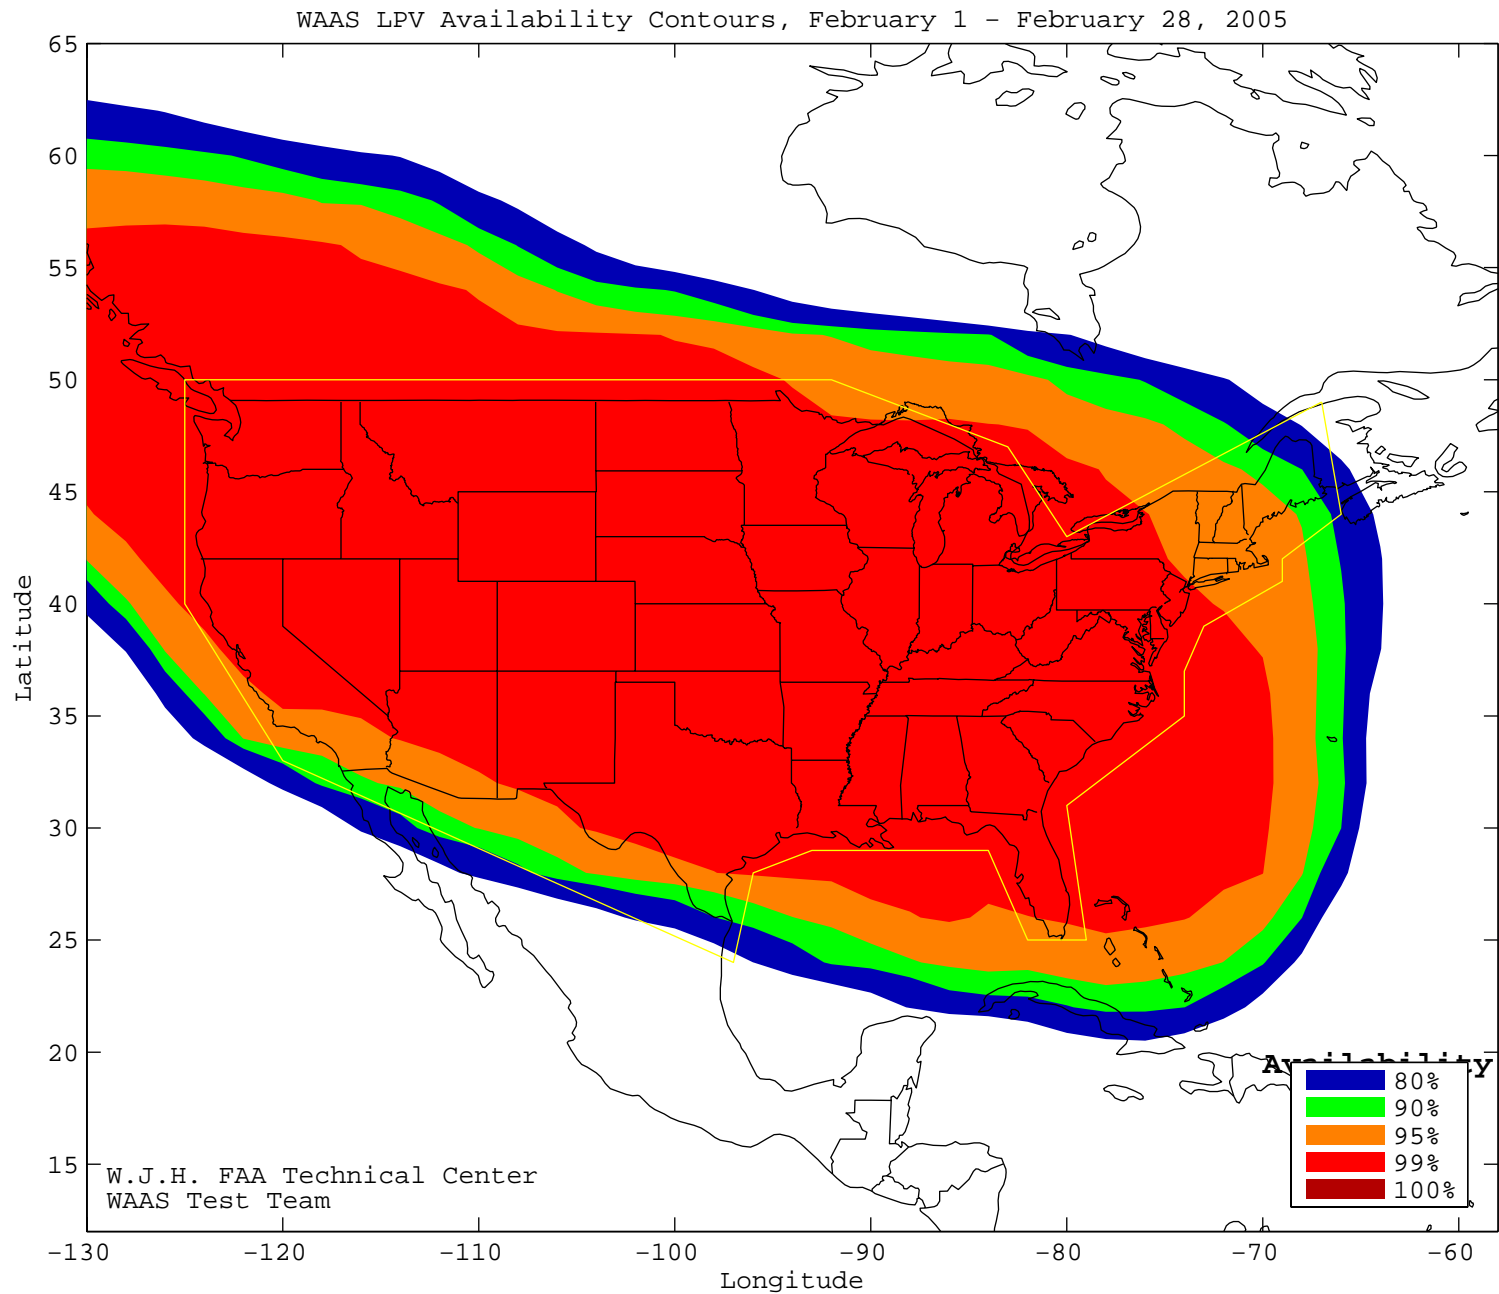 WAAS LPV Availability Contours, February 1 – February 28, 2005
65
60
55
50
45
40
35
30
25
20
15
Latitude
Availability
80%
90%
95%
99%
100%
W.J.H. FAA Technical Center
WAAS Test Team
−130 −120 −110 −100 −90 −80 −70 −60
Longitude